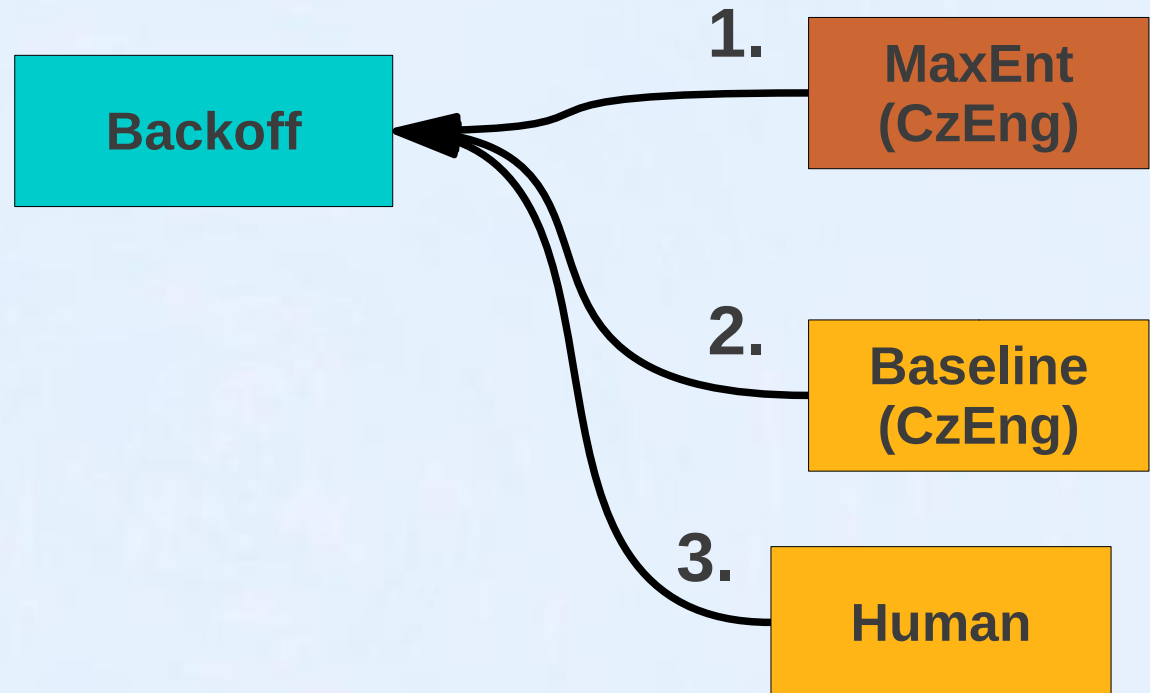 Backoff
1.
MaxEnt
(CzEng)
2.
Baseline
(CzEng)
3.
Human